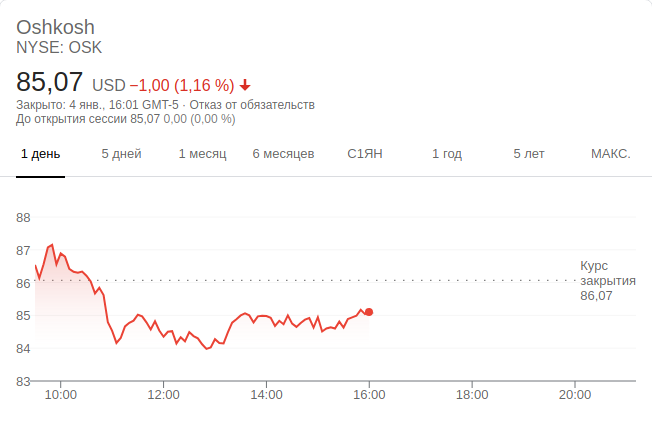 Oshkosh
NYSE: OSK
85,07 USD −1,00 (1,16 %)
Закрыто: 4 янв., 16:01 GMT-5 · Отказ от обязательств
До открытия сессии 85,07 0,00 (0,00 %)
1 день 5 дней 1 месяц 6 месяцев С1ЯН 1 год 5 лет МАКС.
88
87
Курс
86 закрытия
86,07
85
84
83
10:00 12:00 14:00 16:00 18:00 20:00